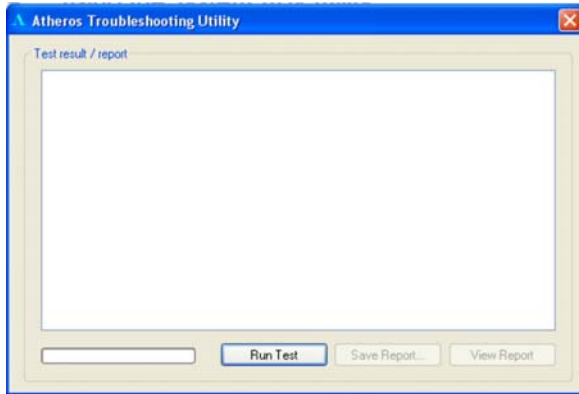 Atheros Troubleshooting Utility
Test result / report
Run Test Save Report... View Report